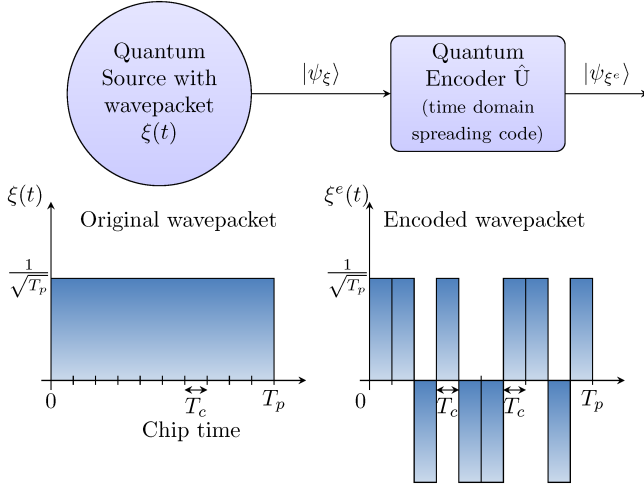 Quantum
Source with
wavepacket
ξ(t)
|ψ_ξ⟩
Quantum
Encoder Û
(time domain
spreading code)
|ψ_{ξ^e}⟩
ξ(t)
Original wavepacket
1/√T_p
0
T_c
T_p
Chip time
ξ^e(t)
Encoded wavepacket
1/√T_p
0
T_c
T_c
T_p